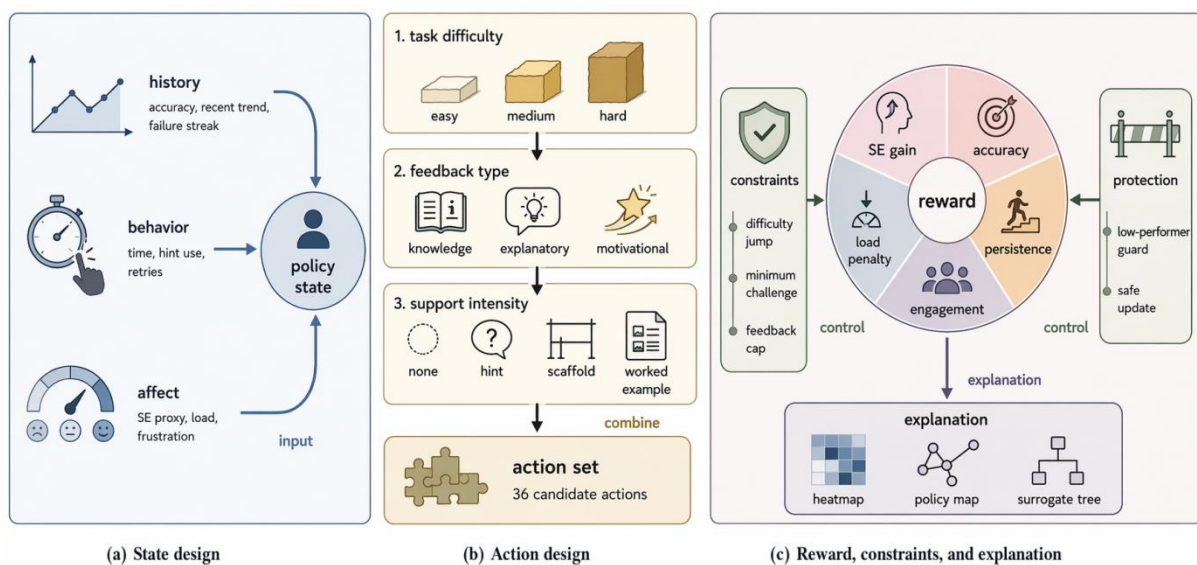 history
accuracy, recent trend,
failure streak
behavior
time, hint use,
retries
affect
SE proxy, load,
frustration
policy
state
input
(a) State design
1. task difficulty
easy
medium
hard
2. feedback type
knowledge
explanatory
motivational
3. support intensity
none
hint
scaffold
worked
example
combine
action set
36 candidate actions
(b) Action design
constraints
difficulty
jump
minimum
challenge
feedback
cap
control
SE gain
accuracy
reward
load
penalty
persistence
engagement
protection
low-performer
guard
safe
update
control
explanation
explanation
heatmap
policy map
surrogate tree
(c) Reward, constraints, and explanation